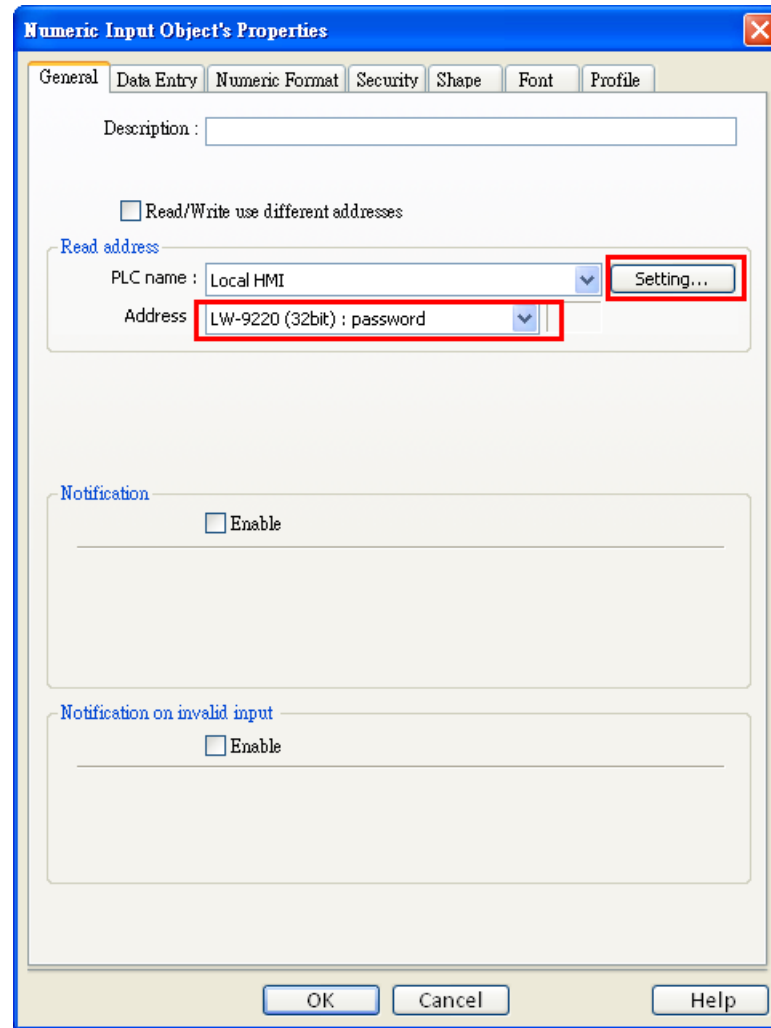 Numeric Input Object's Properties
General Data Entry Numeric Format Security Shape Font Profile
Description :
Read/Write use different addresses
Read address
PLC name : Local HMI Setting...
Address LW-9220 (32bit) : password
Notification
Enable
Notification on invalid input
Enable
OK Cancel Help